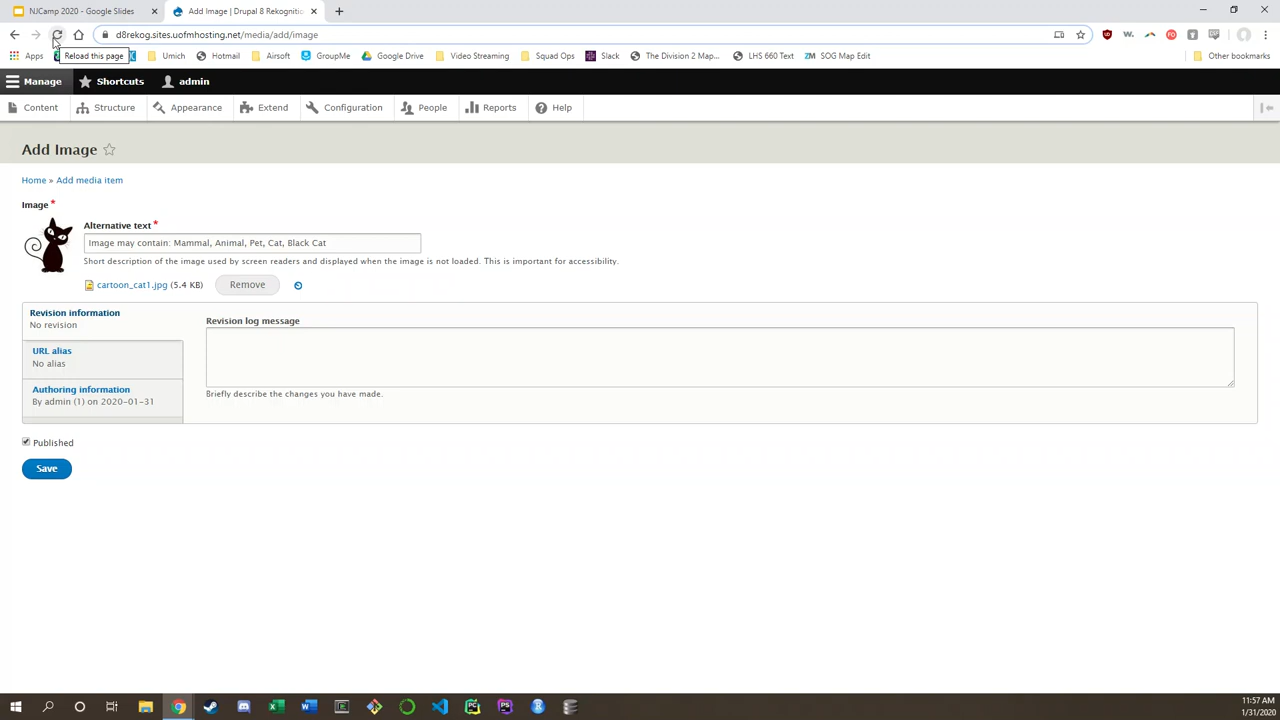 NJCamp 2020 - Google Slides
Add Image | Drupal 8 Rekognitio
d8rekog.sites.uofmhosting.net/media/add/image
Apps
Reload this page
Umich
Hotmail
Airsoft
GroupMe
Google Drive
Video Streaming
Squad Ops
Slack
The Division 2 Map...
LHS 660 Text
SOG Map Edit
Other bookmarks
Manage
Shortcuts
admin
Content
Structure
Appearance
Extend
Configuration
People
Reports
Help
Add Image
Home » Add media item
Image *
Alternative text *
Image may contain: Mammal, Animal, Pet, Cat, Black Cat
Short description of the image used by screen readers and displayed when the image is not loaded. This is important for accessibility.
cartoon_cat1.jpg (5.4 KB)
Remove
Revision information
No revision
Revision log message
URL alias
No alias
Authoring information
By admin (1) on 2020-01-31
Briefly describe the changes you have made.
Published
Save
11:57 AM
1/31/2020